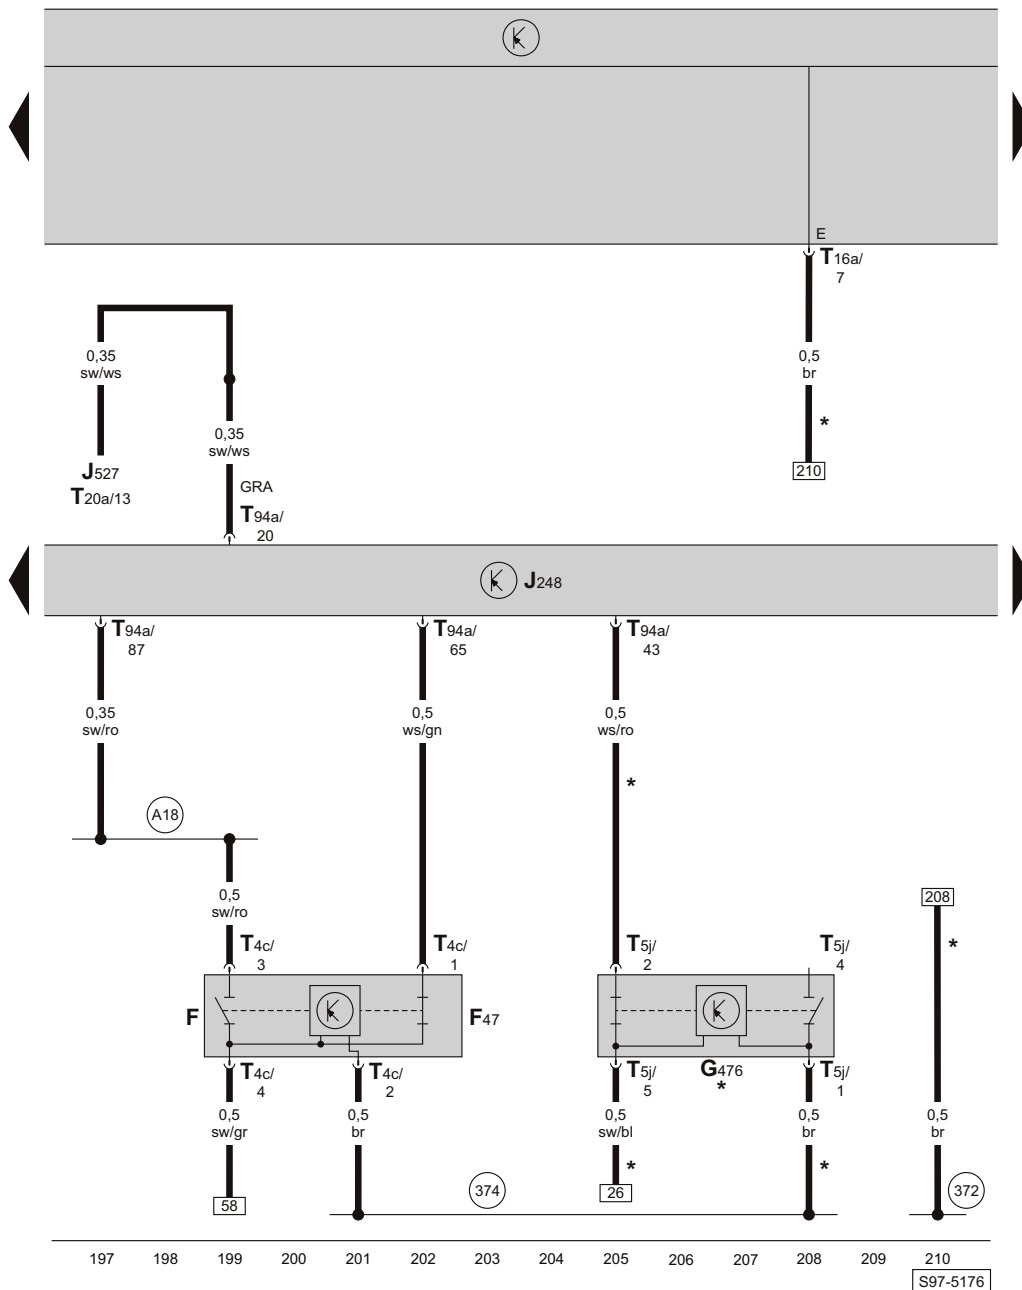 E
T16a/
7
0,35
sw/ws
0,5
br
*
0,35
sw/ws
J527
T20a/13
210
GRA
T94a/
20
J248
T94a/
87
T94a/
65
T94a/
43
0,35
sw/ro
0,5
ws/gn
0,5
ws/ro
*
A18
0,5
sw/ro
208
*
T4c/
3
T4c/
1
T5j/
2
T5j/
4
F
F47
T4c/
4
T4c/
2
T5j/
5
G476
*
T5j/
1
0,5
sw/gr
0,5
br
0,5
sw/bl
0,5
br
0,5
br
*
*
58
374
26
372
197 198 199 200 201 202 203 204 205 206 207 208 209 210
S97-5176